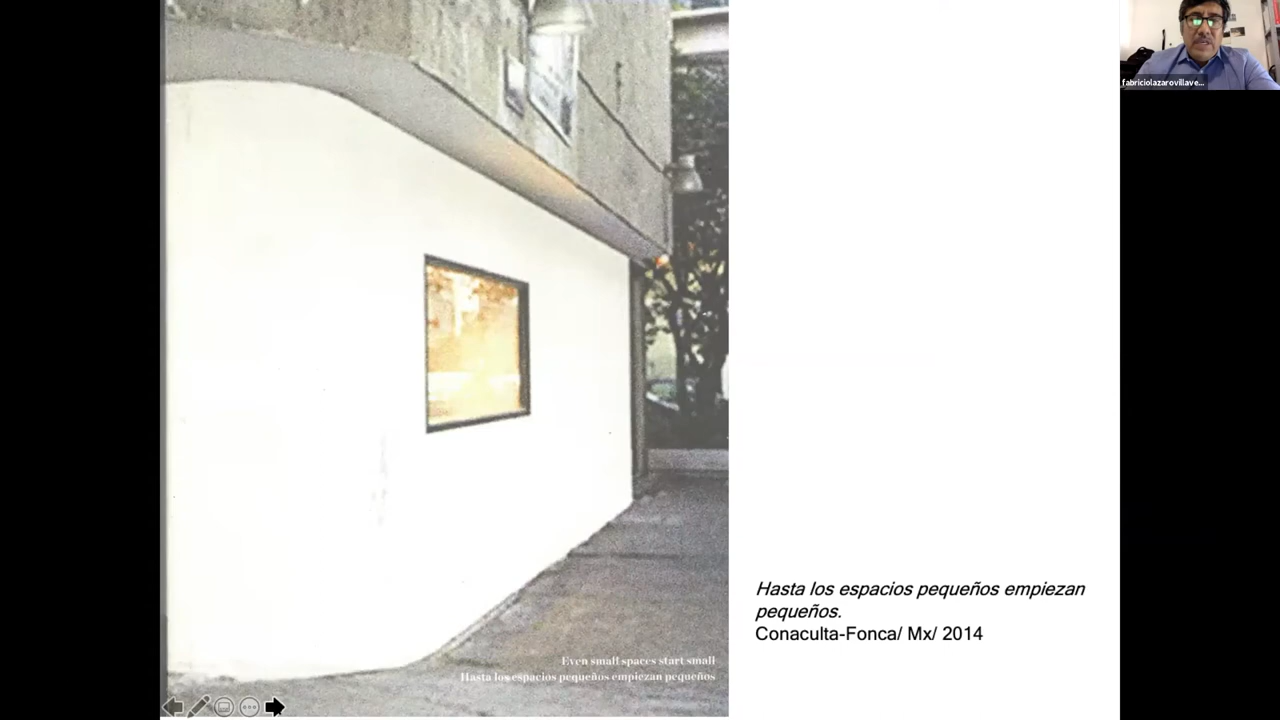 fabriciolazarovillave...
Hasta los espacios pequeños empiezan
pequeños.
Conaculta-Fonca/ Mx/ 2014
Even small spaces start small
Hasta los espacios pequeños empiezan pequeños